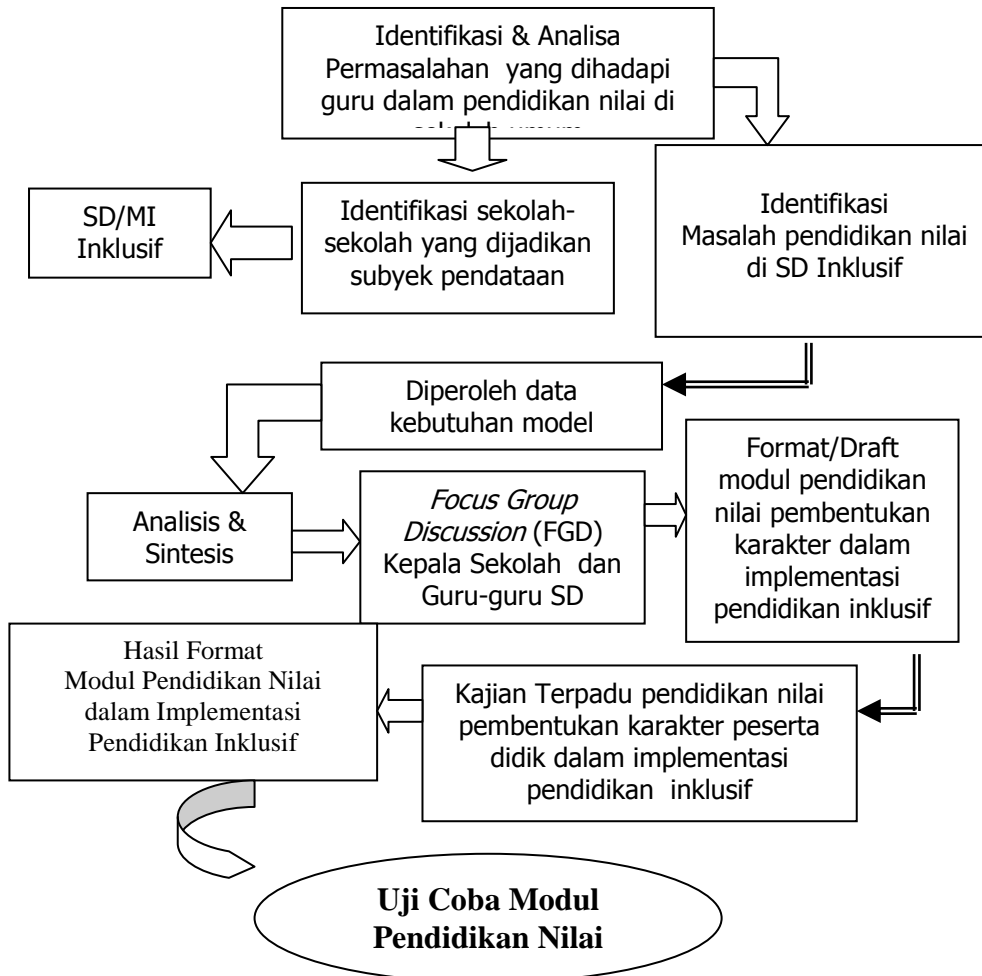 Identifikasi & Analisa
Permasalahan yang dihadapi
guru dalam pendidikan nilai di
SD/MI
Inklusif
Identifikasi sekolah-
sekolah yang dijadikan
subyek pendataan
Identifikasi
Masalah pendidikan nilai
di SD Inklusif
Diperoleh data
kebutuhan model
Analisis &
Sintesis
Focus Group
Discussion (FGD)
Kepala Sekolah dan
Guru-guru SD
Format/Draft
modul pendidikan
nilai pembentukan
karakter dalam
implementasi
pendidikan inklusif
Hasil Format
Modul Pendidikan Nilai
dalam Implementasi
Pendidikan Inklusif
Kajian Terpadu pendidikan nilai
pembentukan karakter peserta
didik dalam implementasi
pendidikan inklusif
Uji Coba Modul
Pendidikan Nilai